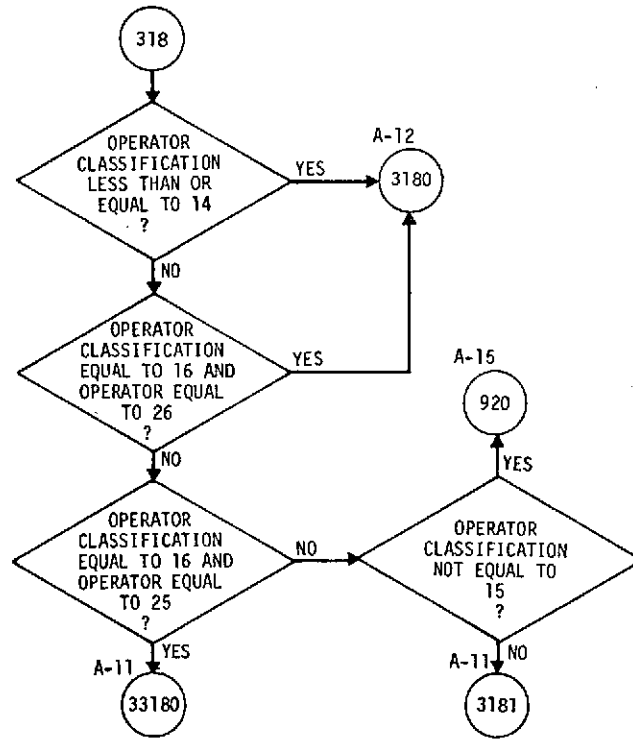 318
OPERATOR
CLASSIFICATION
LESS THAN OR
EQUAL TO 14
?
YES
A-12
3180
NO
OPERATOR
CLASSIFICATION
EQUAL TO 16 AND
OPERATOR EQUAL
TO 26
?
YES
NO
OPERATOR
CLASSIFICATION
EQUAL TO 16 AND
OPERATOR EQUAL
TO 25
?
NO
YES
A-11
33180
A-15
920
YES
OPERATOR
CLASSIFICATION
NOT EQUAL TO
15
?
NO
A-11
3181